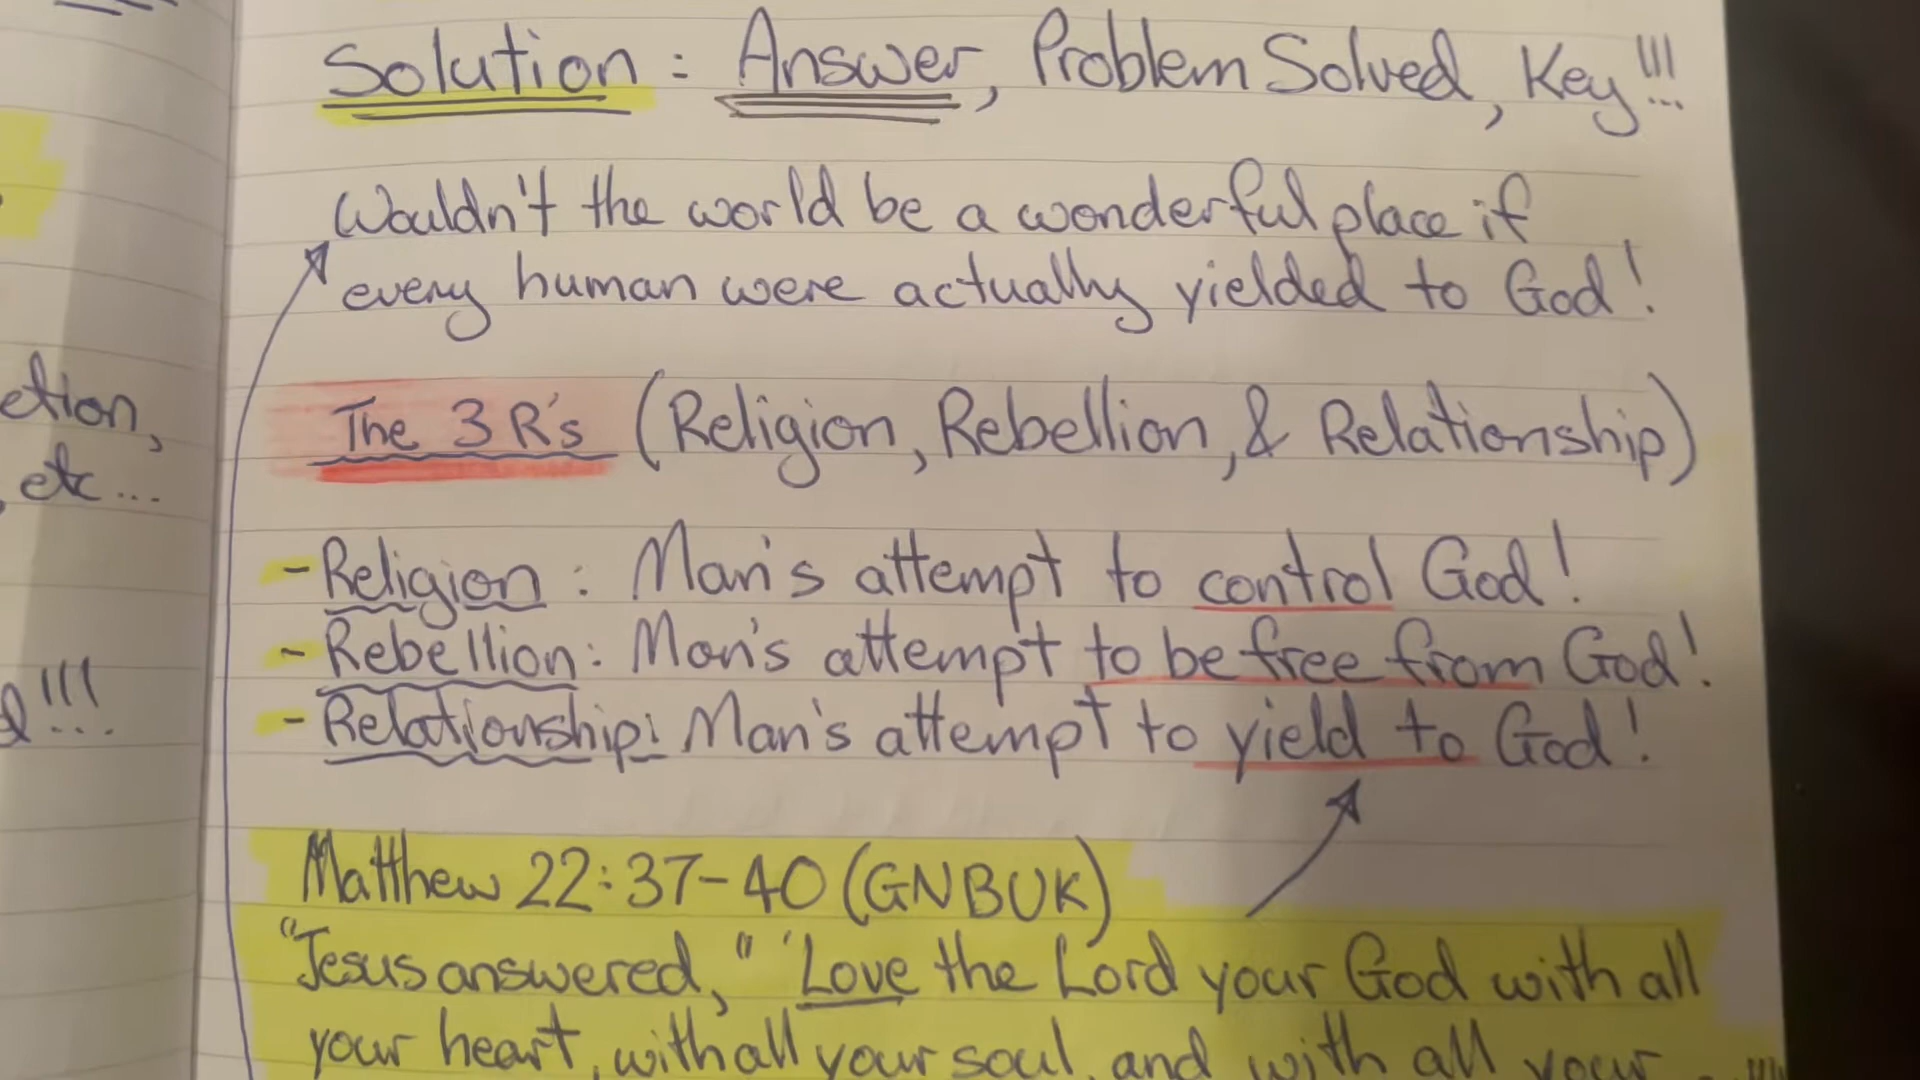 Solution : Answer, Problem Solved, Key!!!
Wouldn't the world be a wonderful place if
every human were actually yielded to God!
The 3 R's (Religion, Rebellion, & Relationship)
etion,
etc...
- Religion : Man's attempt to control God!
- Rebellion: Man's attempt to be free from God!
- Relationship: Man's attempt to yield to God!
!!!
Matthew 22:37-40 (GNBUK)
"Jesus answered," 'Love the Lord your God with all
your heart, with all your soul, and with all your